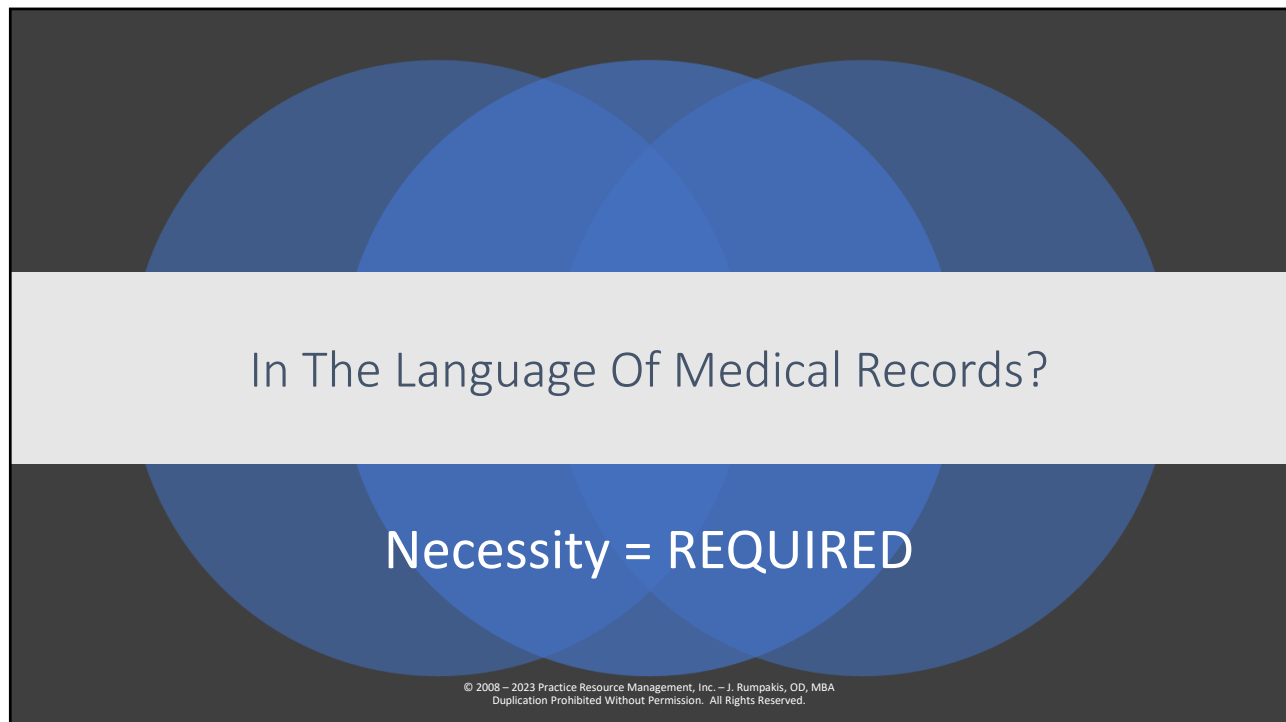 In The Language Of Medical Records?
Necessity = REQUIRED
© 2008 – 2023 Practice Resource Management, Inc. – J. Rumpakis, OD, MBA
Duplication Prohibited Without Permission. All Rights Reserved.